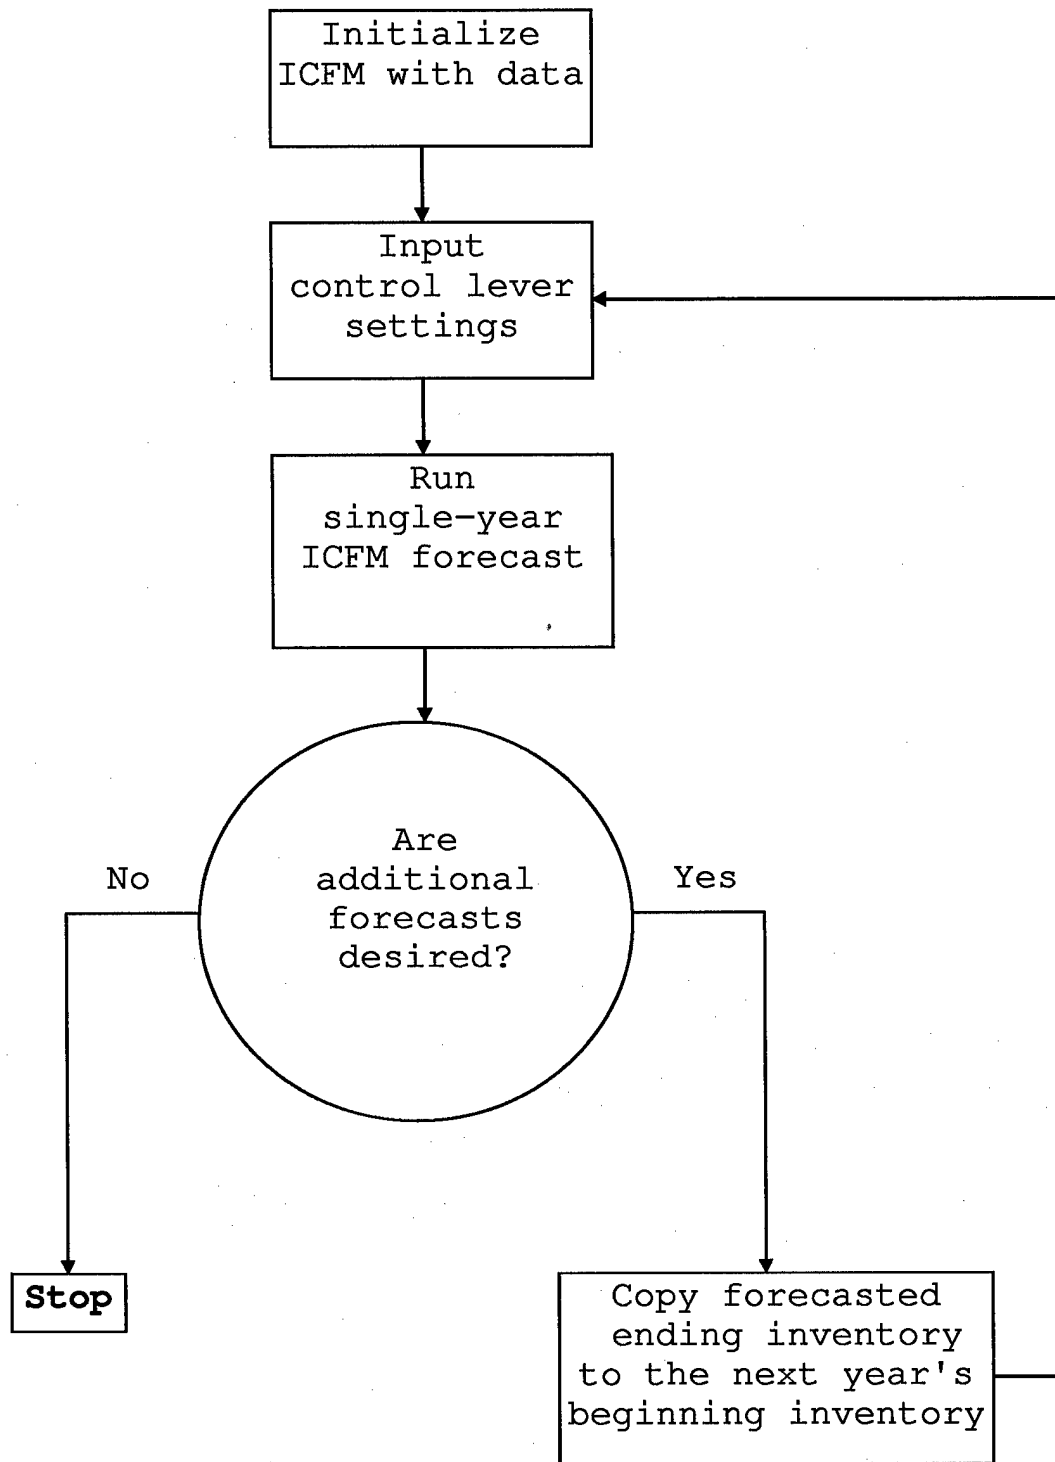 Initialize
ICFM with data
Input
control lever
settings
Run
single-year
ICFM forecast
Are
additional
forecasts
desired?
No
Yes
Stop
Copy forecasted
ending inventory
to the next year's
beginning inventory